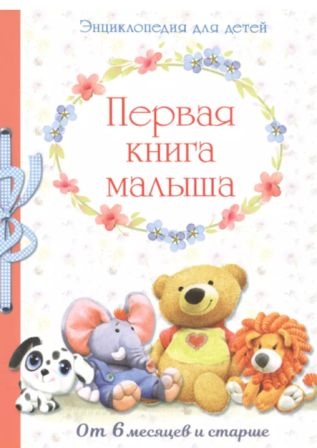 Энциклопедия для детей
Первая
книга
малыша
От 6 месяцев и старше